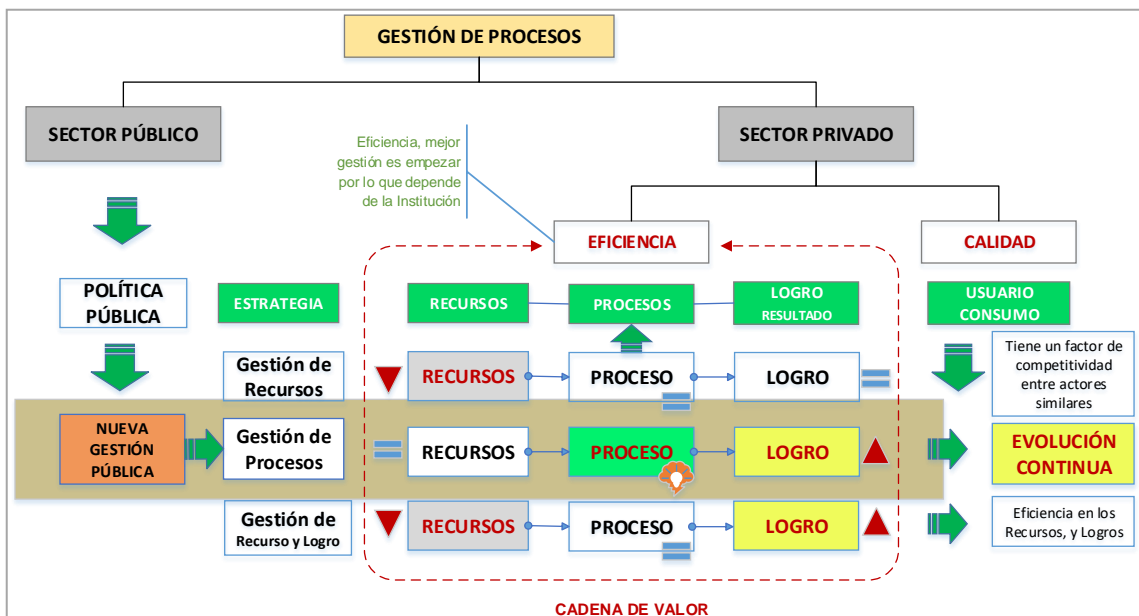 GESTIÓN DE PROCESOS
SECTOR PÚBLICO
SECTOR PRIVADO
Eficiencia, mejor
gestión es empezar
por lo que depende
de la Institución
EFICIENCIA
CALIDAD
POLÍTICA
PÚBLICA
ESTRATEGIA
RECURSOS
PROCESOS
LOGRO
RESULTADO
USUARIO
CONSUMO
Gestión de
Recursos
RECURSOS
PROCESO
LOGRO
Tiene un factor de
competitividad
entre actores
similares
NUEVA
GESTIÓN
PÚBLICA
Gestión de
Procesos
RECURSOS
PROCESO
LOGRO
EVOLUCIÓN
CONTINUA
Gestión de
Recurso y Logro
RECURSOS
PROCESO
LOGRO
Eficiencia en los
Recursos, y Logros
CADENA DE VALOR